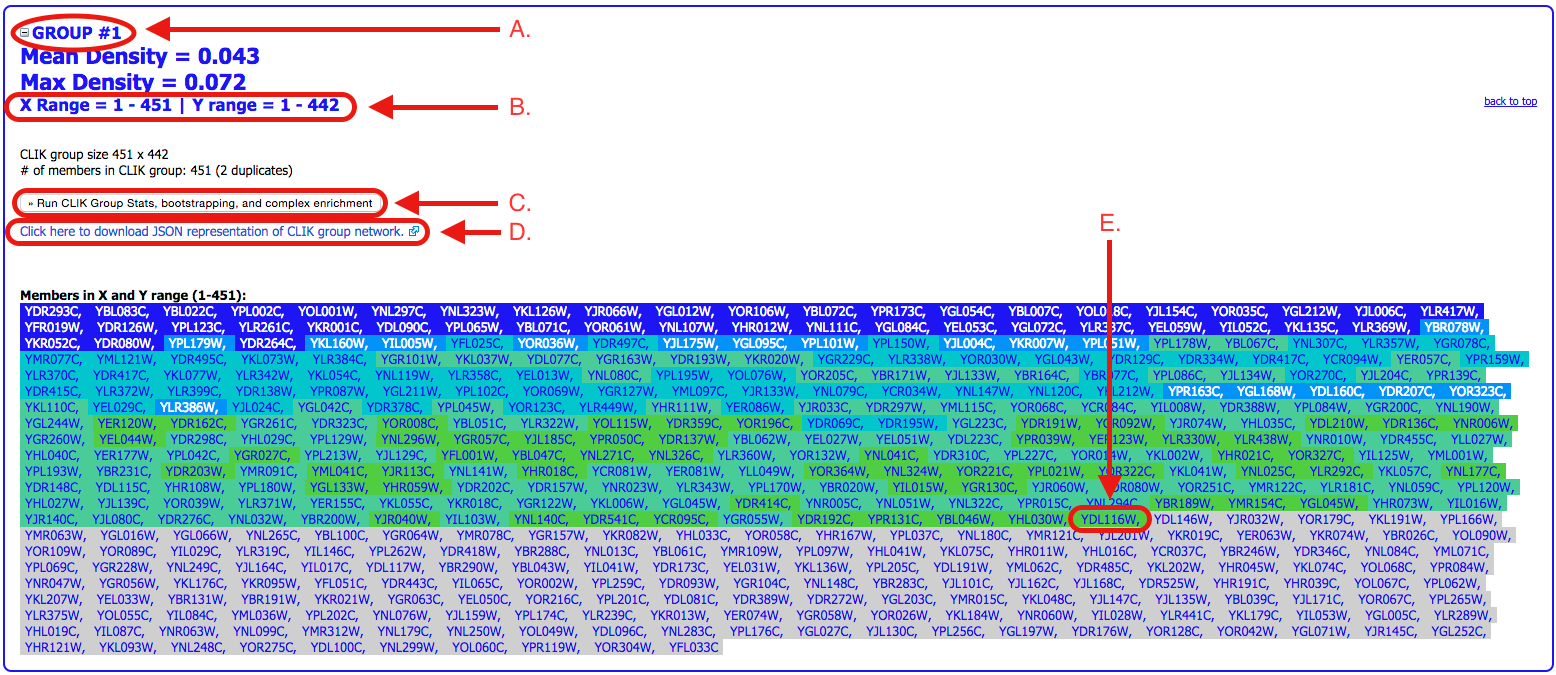 GROUP #1
A.
Mean Density = 0.043
Max Density = 0.072
X Range = 1 - 451 | Y range = 1 - 442
B.
back to top
CLIK group size 451 x 442
# of members in CLIK group: 451 (2 duplicates)
» Run CLIK Group Stats, bootstrapping, and complex enrichment
C.
Click here to download JSON representation of CLIK group network.
D.
E.
Members in X and Y range (1-451):
YDR293C, YBL083C, YBL022C, YPL002C, YOL001W, YNL297C, YNL323W, YKL126W, YJR066W, YGL012W, YOR106W, YBL072C, YPR173C, YGL054C, YBL007C, YJL154C, YOR035C, YGL212W, YJL006C, YLR417W,
YFR019W, YDR126W, YPL123C, YLR261C, YKR001C, YDL090C, YPL065W, YBL071C, YOR061W, YNL107W, YHR012W, YNL111C, YGL084C, YEL053C, YGL072C, YLR337C, YEL059W, YIL052C, YKL135C, YLR369W, YBR078W,
YKR052C, YDR080W, YPL179W, YDR264C, YKL160W, YIL005W, YFL025C, YOR036W, YDR497C, YJL175W, YGL095C, YPL101W, YPL150W, YJL004C, YKR007W, YPL051W, YPL178W, YBL067C, YNL307C, YLR357W, YGR078C,
YMR077C, YML121W, YDR495C, YKL073W, YLR384C, YGR101W, YKL037W, YDL077C, YGR163W, YDR193W, YKR020W, YGR229C, YLR338W, YOR030W, YGL043W, YDR129C, YDR334W, YDR417C, YCR094W, YER057C, YPR159W,
YLR370C, YDR417C, YKL077W, YLR342W, YKL054C, YNL119W, YLR358C, YEL013W, YNL080C, YPL195W, YOL076W, YOR205C, YBR171W, YJL133W, YBR164C, YPL086C, YJL134W, YOR270C, YJL204C, YPR139C,
YDR415C, YLR372W, YLR399C, YDR138W, YPR087W, YGL211W, YPL102C, YOR069W, YGR127W, YML097C, YJR133W, YNL079C, YCR034W, YNL147W, YNL120C, YPR163C, YGL168W, YDL160C, YDR207C, YOR323C,
YKL110C, YEL029C, YLR386W, YJL024C, YGL042C, YDR378C, YPL045W, YOR123C, YLR449W, YHR111W, YER086W, YJR033C, YDR297W, YML115C, YOR068C, YCR084C, YIL008W, YDR388W, YPL084W, YGR200C, YNL190W,
YGL244W, YER120W, YDR162C, YGR261C, YDR323C, YOR008C, YBL051C, YLR322W, YOL115W, YDR359C, YOR196C, YDR069C, YDR195W, YGL223C, YDR191W, YOR092W, YJR074W, YHL035C, YDL210W, YDR136C, YNR006W,
YGR260W, YEL044W, YDR298C, YHL029C, YPL129W, YNL296W, YGR057C, YJL185C, YPR050C, YDR137W, YBL062W, YEL027W, YEL051W, YDL223C, YPR039W, YER123W, YLR330W, YLR438W, YNR010W, YDR455C, YLL027W,
YHL040C, YER177W, YPL042C, YGR027C, YPL213W, YJL129C, YFL001W, YBL047C, YNL271C, YNL326C, YLR360W, YOR132W, YNL041C, YDR310C, YPL227C, YOR014W, YKL002W, YHR021C, YOR327C, YIL125W, YML001W,
YPL193W, YBR231C, YDR203W, YMR091C, YML041C, YJR113C, YNL141W, YHR018C, YCR081W, YER081W, YLL049W, YOR364W, YNL324W, YOR221C, YPL021W, YOR322C, YKL041W, YNL025C, YLR292C, YKL057C, YNL177C,
YDR148C, YDL115C, YHR108W, YPL180W, YGL133W, YHR059W, YDR202C, YDR157W, YNR023W, YLR343W, YPL170W, YBR020W, YIL015W, YGR130C, YJR060W, YOR080W, YOR251C, YMR122C, YLR181C, YNL059C, YPL120W,
YHL027W, YJL139C, YOR039W, YLR371W, YER155C, YKL055C, YKR018C, YGR122W, YKL006W, YGL045W, YDR414C, YNR005C, YNL051W, YNL322C, YPR015C, YNL294C, YBR189W, YMR154C, YGL045W, YHR073W, YIL016W,
YJR140C, YJL080C, YDR276C, YNL032W, YBR200W, YJR040W, YIL103W, YNL140C, YDR541C, YCR095C, YGR055W, YDR192C, YPR131C, YBL046W, YHL030W, YDL116W, YDL146W, YJR032W, YOR179C, YKL191W, YPL166W,
YMR063W, YGL016W, YGL066W, YNL265C, YBL100C, YGR064W, YMR078C, YGR157W, YKR082W, YHL033C, YOR058C, YHR167W, YPL037C, YNL180W, YMR121C, YJL201W, YKR019C, YER063W, YKR074W, YBR026C, YOL090W,
YOR109W, YOR089C, YIL029C, YLR319C, YIL146C, YPL262W, YDR418W, YBR288C, YNL013C, YBL061C, YMR109W, YPL097W, YHL041W, YKL075C, YHR011W, YHL016C, YCR037C, YBR246W, YDR346C, YNL084C, YML071C,
YPL069C, YGR228W, YNL249C, YJL164C, YIL017C, YDL117W, YBR290W, YBL043W, YIL041W, YDR173C, YEL031W, YKL136W, YPL205C, YDL191W, YML062C, YDR485C, YKL202W, YHR045W, YKL074C, YOL068C, YPR084W,
YNR047W, YGR056W, YKL176C, YKR095W, YFL051C, YDR443C, YIL065C, YOR002W, YPL259C, YDR093W, YGR104C, YNL148C, YBR283C, YJL101C, YJL162C, YJL168C, YDR525W, YHR191C, YHR039C, YOL067C, YPL062W,
YKL207W, YEL033W, YBR131W, YBR191W, YKR021W, YGR063C, YEL050C, YOR216C, YPL201C, YDL081C, YDR389W, YDR272W, YGL203C, YMR015C, YKL048C, YJL147C, YJL135W, YBL039C, YJL171C, YOR067C, YPL265W,
YLR375W, YOL055C, YIL084C, YML036W, YPL202C, YNL076W, YJL159W, YPL174C, YLR239C, YKR013W, YER074W, YGR058W, YOR026W, YKL184W, YNR060W, YIL028W, YLR441C, YKL179C, YIL053W, YGL005C, YLR289W,
YHL019C, YIL087C, YNR063W, YNL099C, YMR312W, YNL179C, YNL250W, YOL049W, YDL096C, YNL283C, YPL176C, YGL027C, YJL130C, YPL256C, YGL197W, YDR176W, YOR128C, YOR042W, YGL071W, YJR145C, YGL252C,
YHR121W, YKL093W, YNL248C, YOR275C, YDL100C, YNL299W, YOL060C, YPR119W, YOR304W, YFL033C